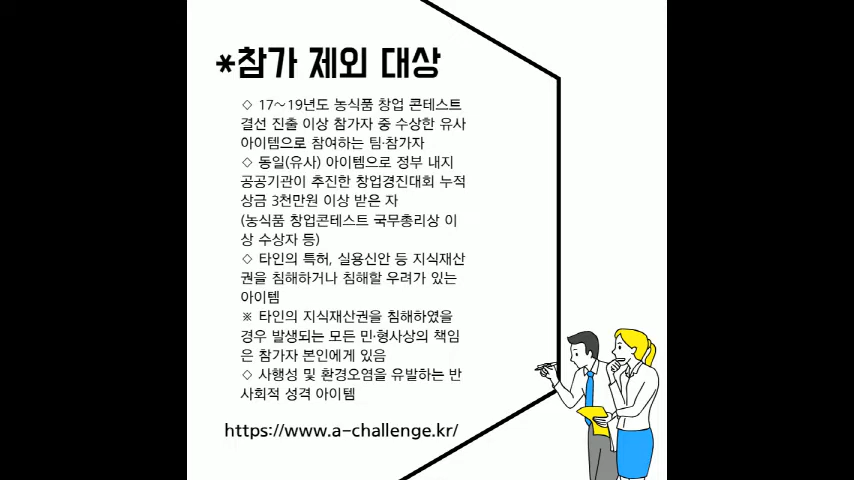 *참가 제외 대상
◇ 17~19년도 농식품 창업 콘테스트
결선 진출 이상 참가자 중 수상한 유사
아이템으로 참여하는 팀·참가자
◇ 동일(유사) 아이템으로 정부 내지
공공기관이 추진한 창업경진대회 누적
상금 3천만원 이상 받은 자
(농식품 창업콘테스트 국무총리상 이
상 수상자 등)
◇ 타인의 특허, 실용신안 등 지식재산
권을 침해하거나 침해할 우려가 있는
아이템
※ 타인의 지식재산권을 침해하였을
경우 발생되는 모든 민·형사상의 책임
은 참가자 본인에게 있음
◇ 사행성 및 환경오염을 유발하는 반
사회적 성격 아이템
https://www.a-challenge.kr/